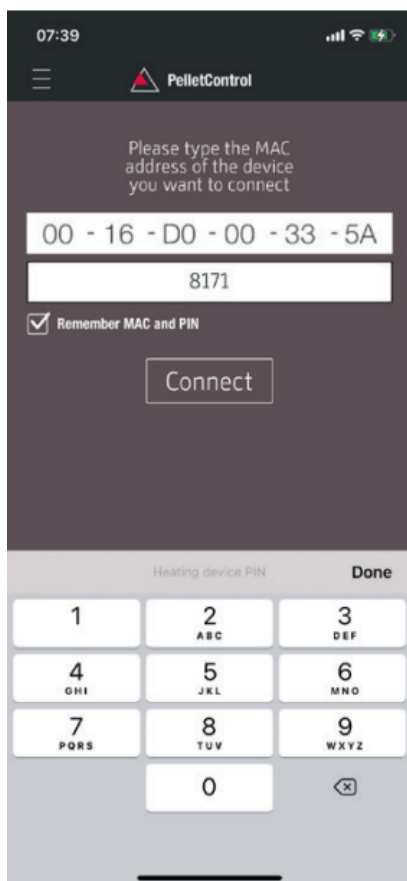 07:39
PelletControl
Please type the MAC
address of the device
you want to connect
00 - 16 - D0 - 00 - 33 - 5A
8171
Remember MAC and PIN
Connect
Heating device PIN Done
1 2 3
ABC DEF
4 5 6
GHI JKL MNO
7 8 9
PQRS TUV WXYZ
0